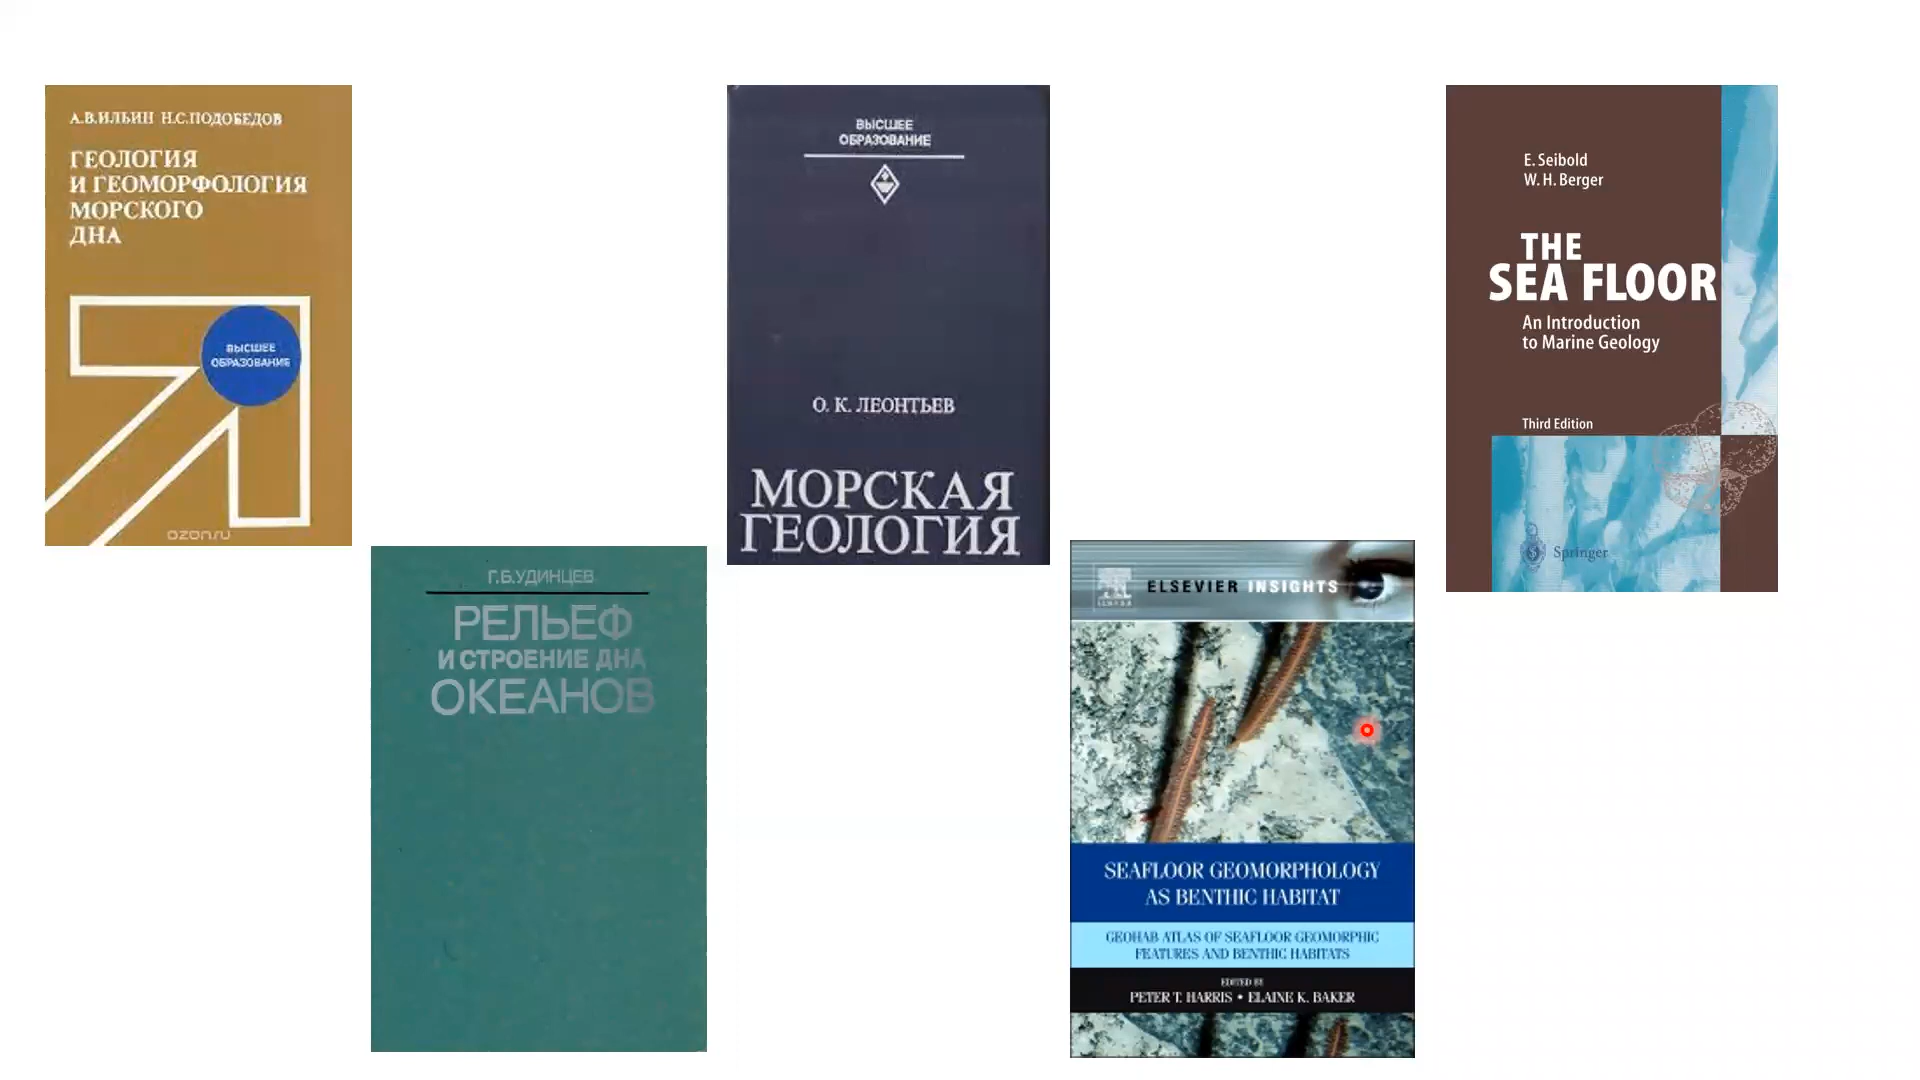 А.В.ИЛЬИН Н.С.ПОДОБЕДОВ
ГЕОЛОГИЯ
И ГЕОМОРФОЛОГИЯ
МОРСКОГО
ДНА
ВЫСШЕЕ
ОБРАЗОВАНИЕ
ozon.ru
Г.Б.УДИНЦЕВ
РЕЛЬЕФ
И СТРОЕНИЕ ДНА
ОКЕАНОВ
ВЫСШЕЕ
ОБРАЗОВАНИЕ
О. К. ЛЕОНТЬЕВ
МОРСКАЯ
ГЕОЛОГИЯ
ELSEVIER INSIGHTS
SEAFLOOR GEOMORPHOLOGY
AS BENTHIC HABITAT
GEOHAB ATLAS OF SEAFLOOR GEOMORPHIC
FEATURES AND BENTHIC HABITATS
EDITED BY
PETER T. HARRIS • ELAINE K. BAKER
E. Seibold
W. H. Berger
THE
SEA FLOOR
An Introduction
to Marine Geology
Third Edition
Springer